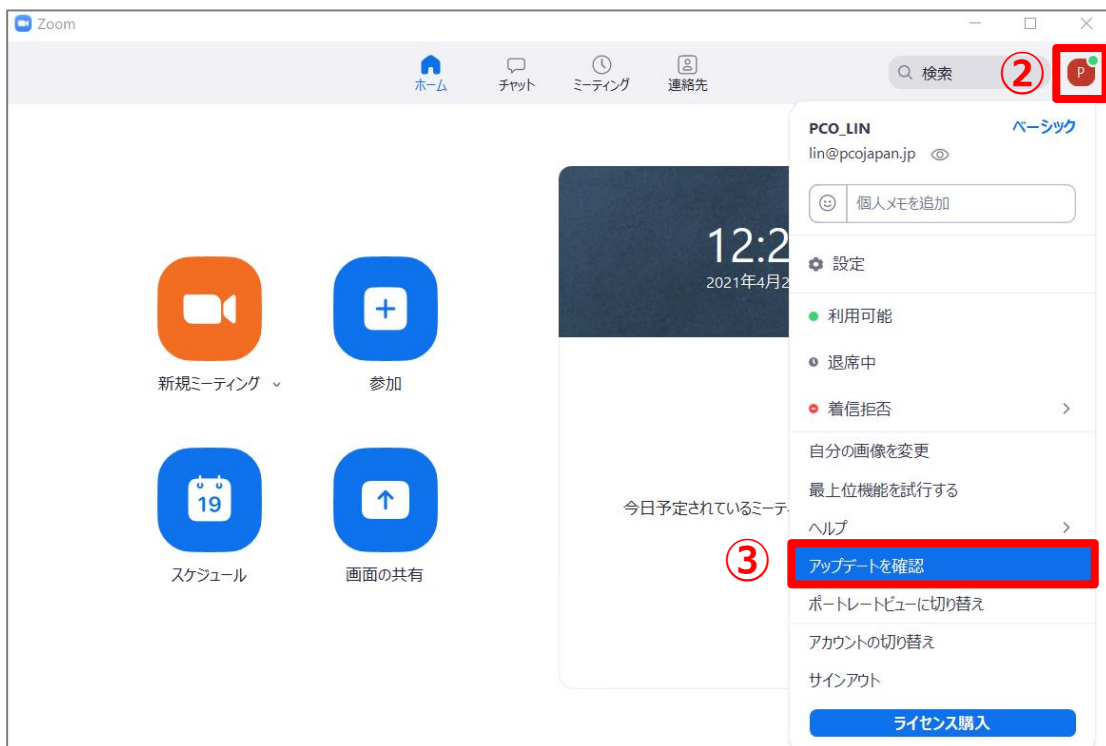 Zoom
ホーム
チャット
ミーティング
連絡先
検索
②
P
PCO_LIN
ベーシック
lin@pcojapan.jp
個人メモを追加
12:2
2021年4月2
設定
利用可能
退席中
着信拒否
新規ミーティング
参加
自分の画像を変更
最上位機能を試行する
19
今日予定されているミーテ
ヘルプ
③
アップデートを確認
スケジュール
画面の共有
ポートレートビューに切り替え
アカウントの切り替え
サインアウト
ライセンス購入